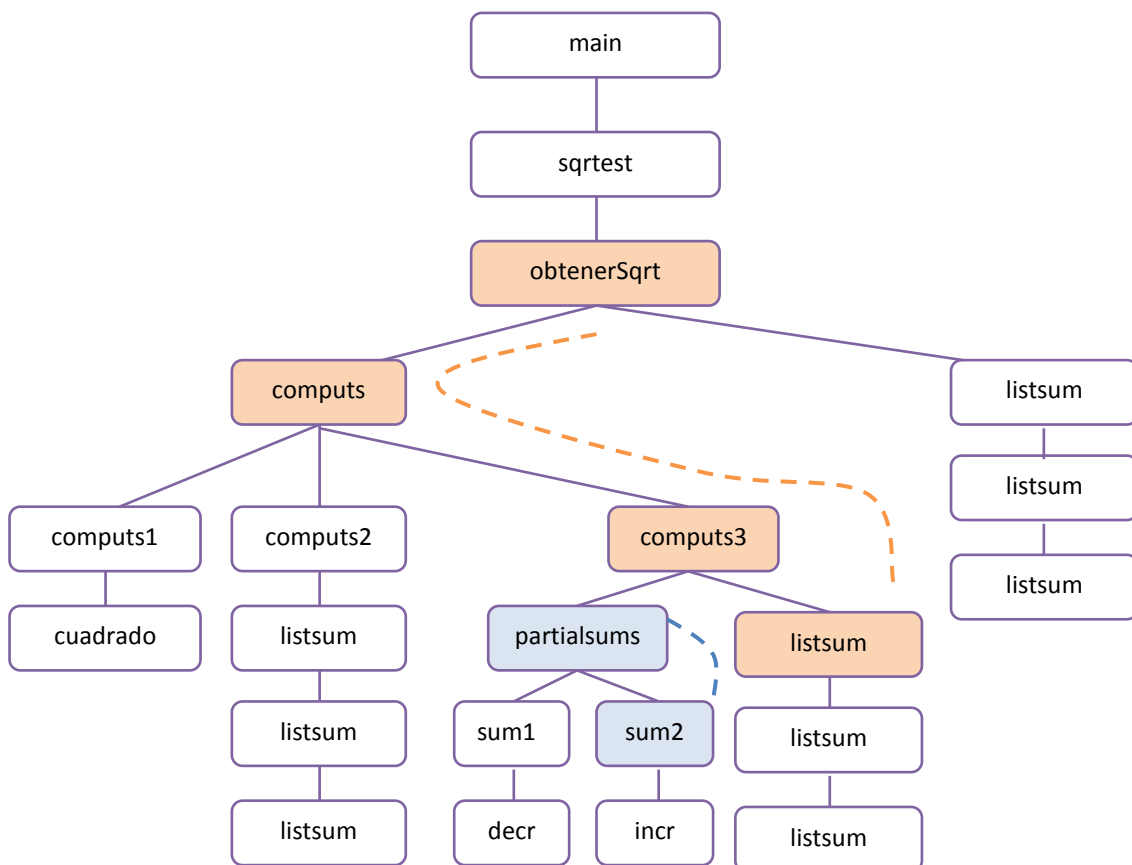 main
sqrtest
obtenerSqrt
computs
listsum
listsum
computs1
computs2
computs3
listsum
cuadrado
listsum
partialsums
listsum
listsum
sum1
sum2
listsum
listsum
decr
incr
listsum